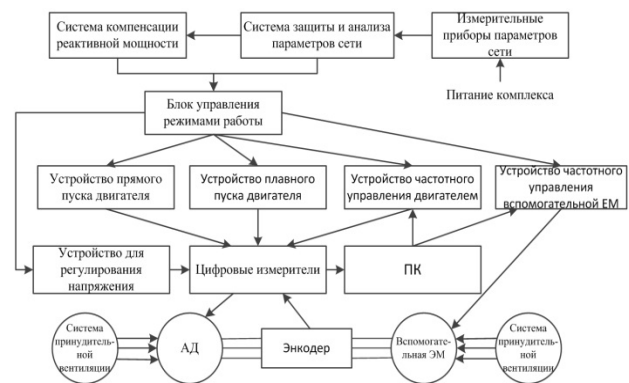 Система компенсации
реактивной мощности
Система защиты и анализа
параметров сети
Измерительные
приборы параметров
сети
Питание комплекса
Блок управления
режимами работы
Устройство прямого
пуска двигателя
Устройство плавного
пуска двигателя
Устройство частотного
управления двигателем
Устройство частотного
управления
вспомогательной ЕМ
Устройство для
регулирования
напряжения
Цифровые измерители
ПК
Система
принудитель-
ной
вентиляции
АД
Энкодер
Вспомога-
тельная ЭМ
Система
принудитель-
ной
вентиляции